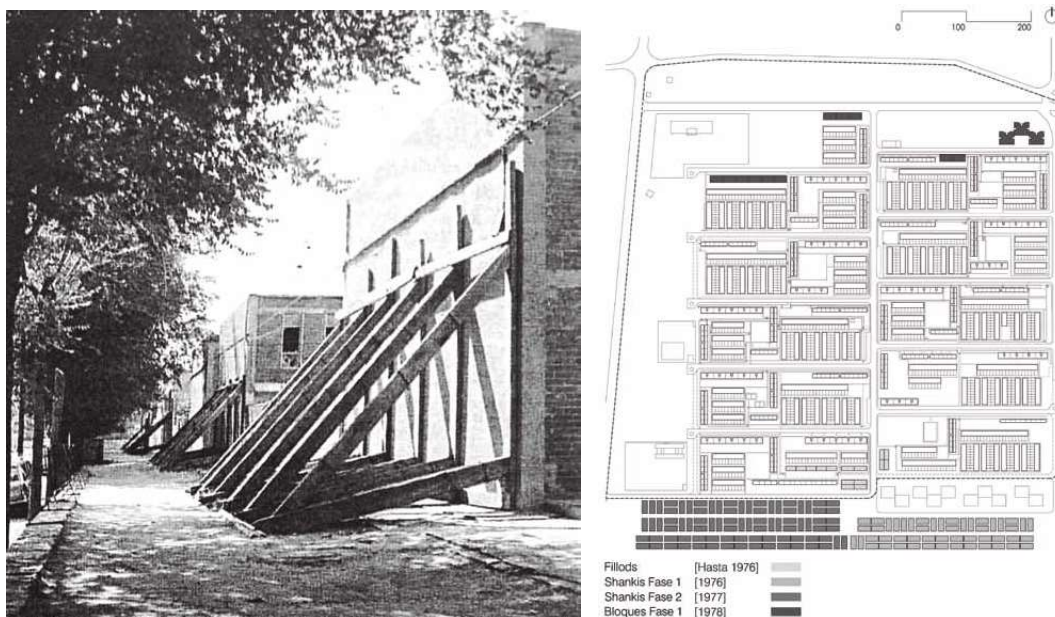 0 100 200
Fillods [Hasta 1976]
Shankis Fase 1 [1976]
Shankis Fase 2 [1977]
Bloques Fase 1 [1978]